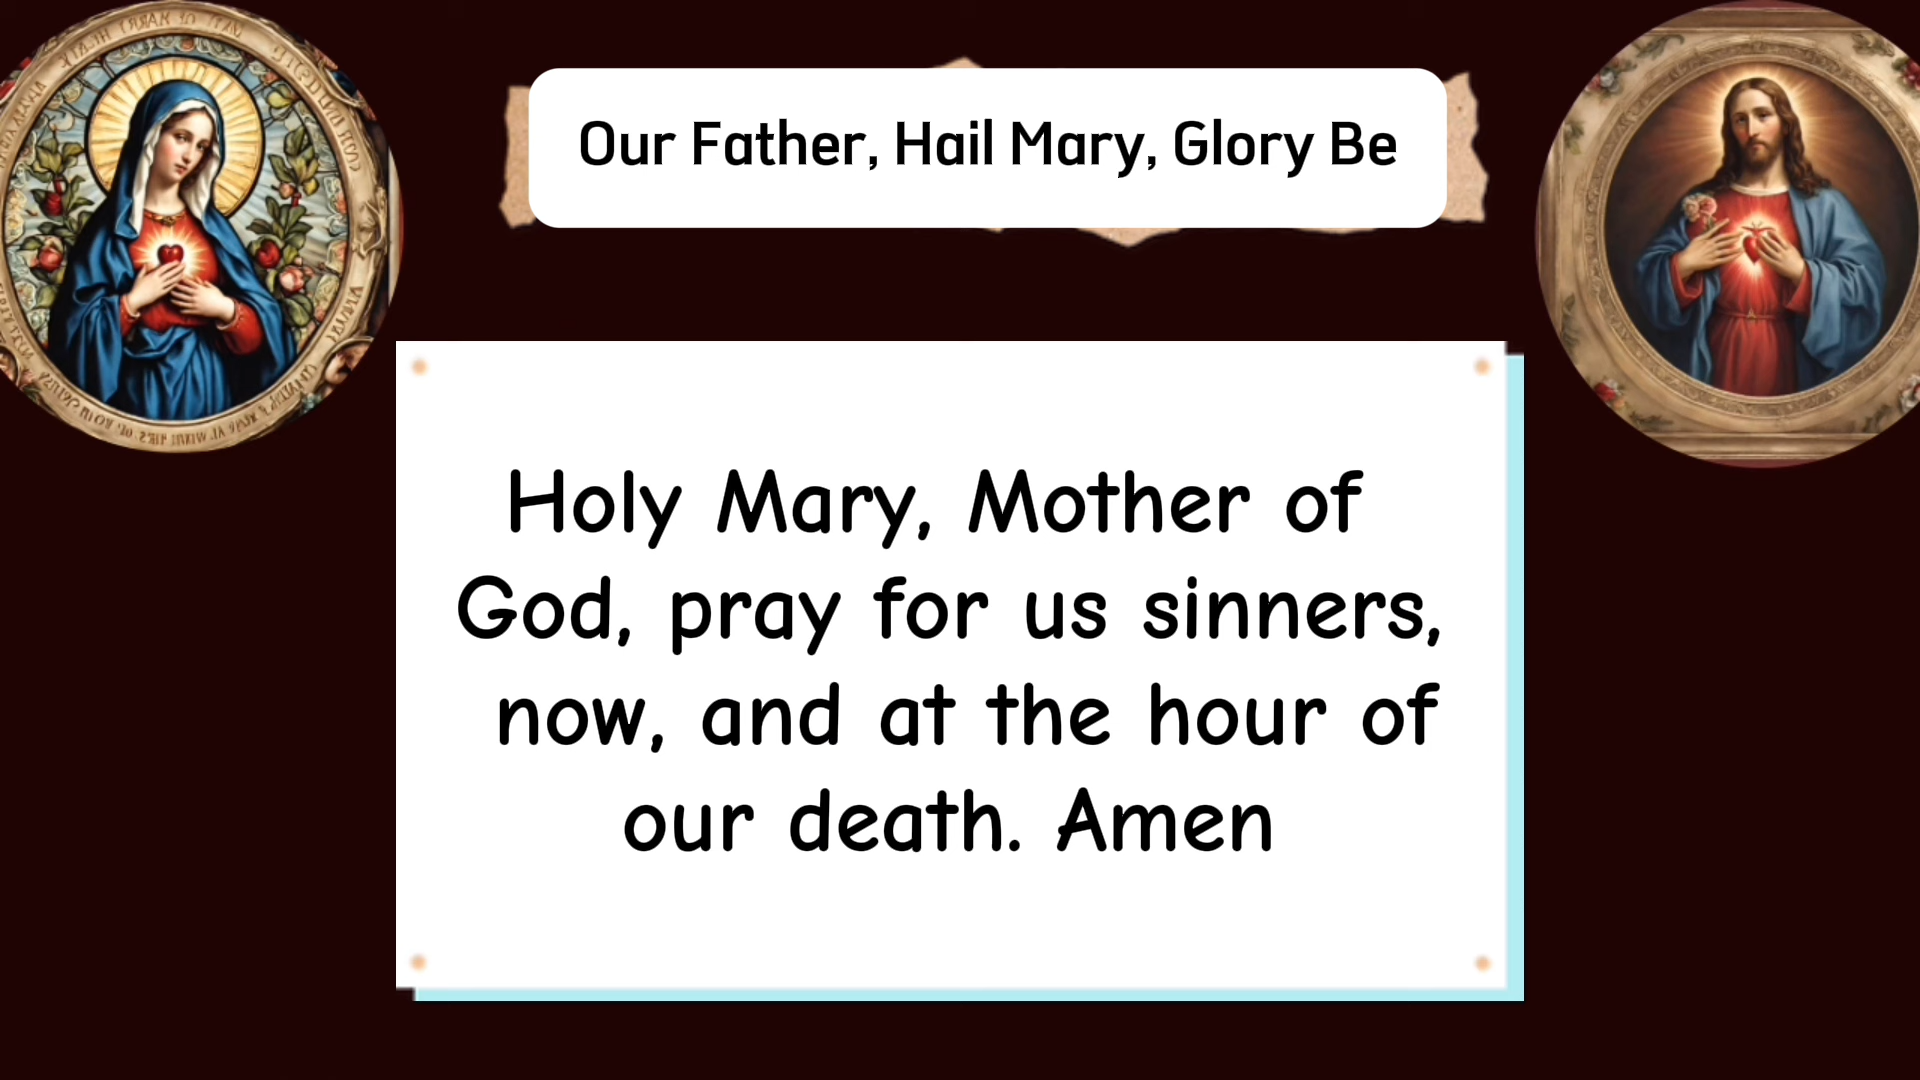 Our Father, Hail Mary, Glory Be
Holy Mary, Mother of
God, pray for us sinners,
now, and at the hour of
our death. Amen